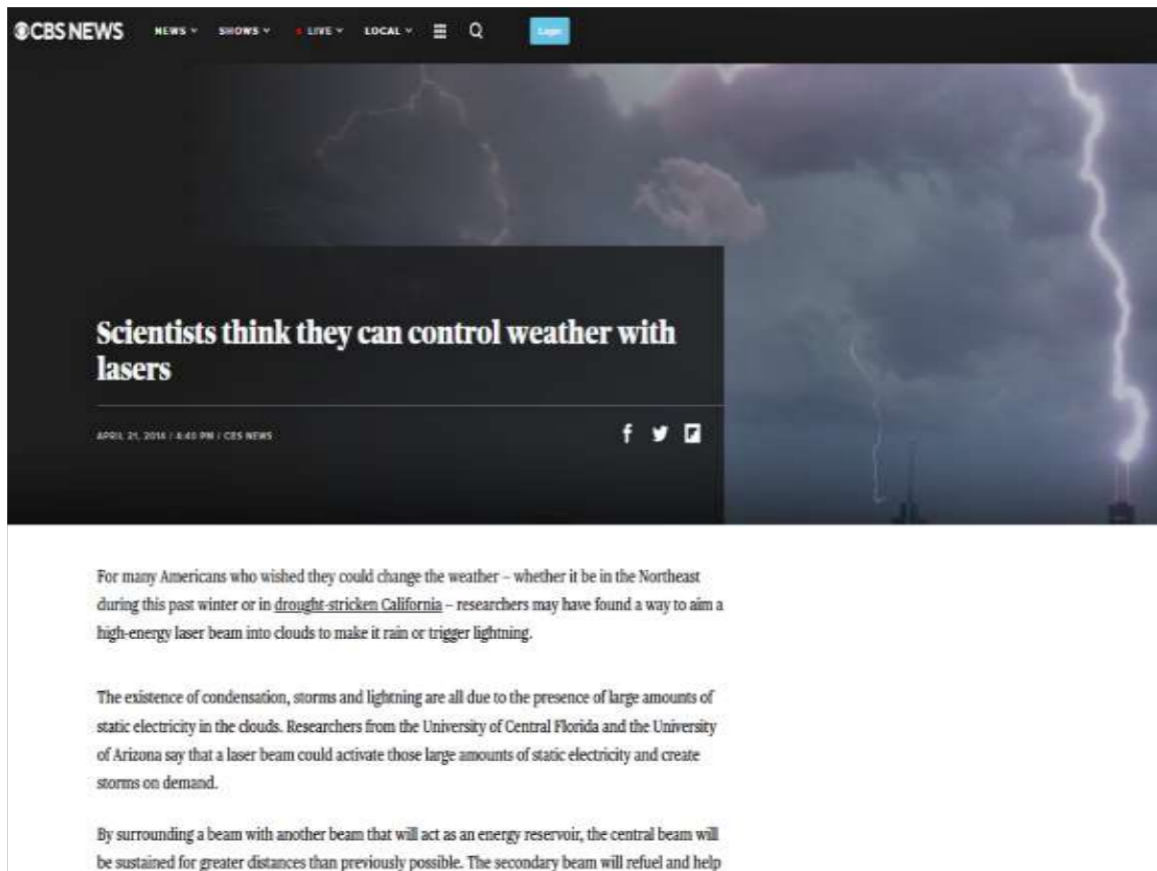 CBS NEWS NEWS SHOWS LIVE LOCAL Login
Scientists think they can control weather with
lasers
APRIL 21, 2014 / 4:40 PM / CBS NEWS
For many Americans who wished they could change the weather – whether it be in the Northeast
during this past winter or in drought-stricken California – researchers may have found a way to aim a
high-energy laser beam into clouds to make it rain or trigger lightning.
The existence of condensation, storms and lightning are all due to the presence of large amounts of
static electricity in the clouds. Researchers from the University of Central Florida and the University
of Arizona say that a laser beam could activate those large amounts of static electricity and create
storms on demand.
By surrounding a beam with another beam that will act as an energy reservoir, the central beam will
be sustained for greater distances than previously possible. The secondary beam will refuel and help